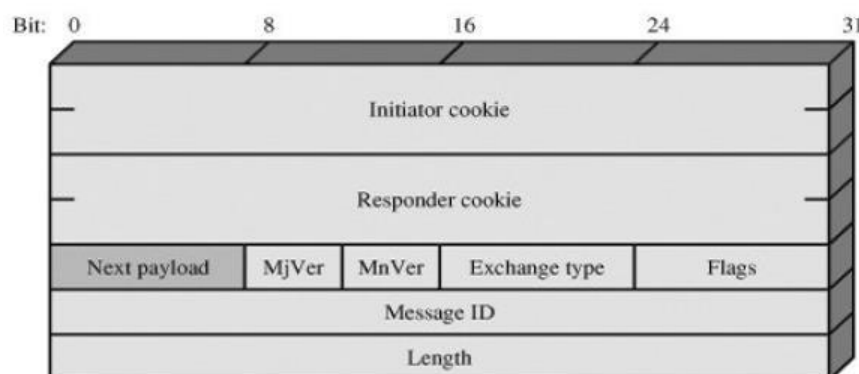 Bit: 0 8 16 24 31
Initiator cookie
Responder cookie
Next payload MjVer MnVer Exchange type Flags
Message ID
Length